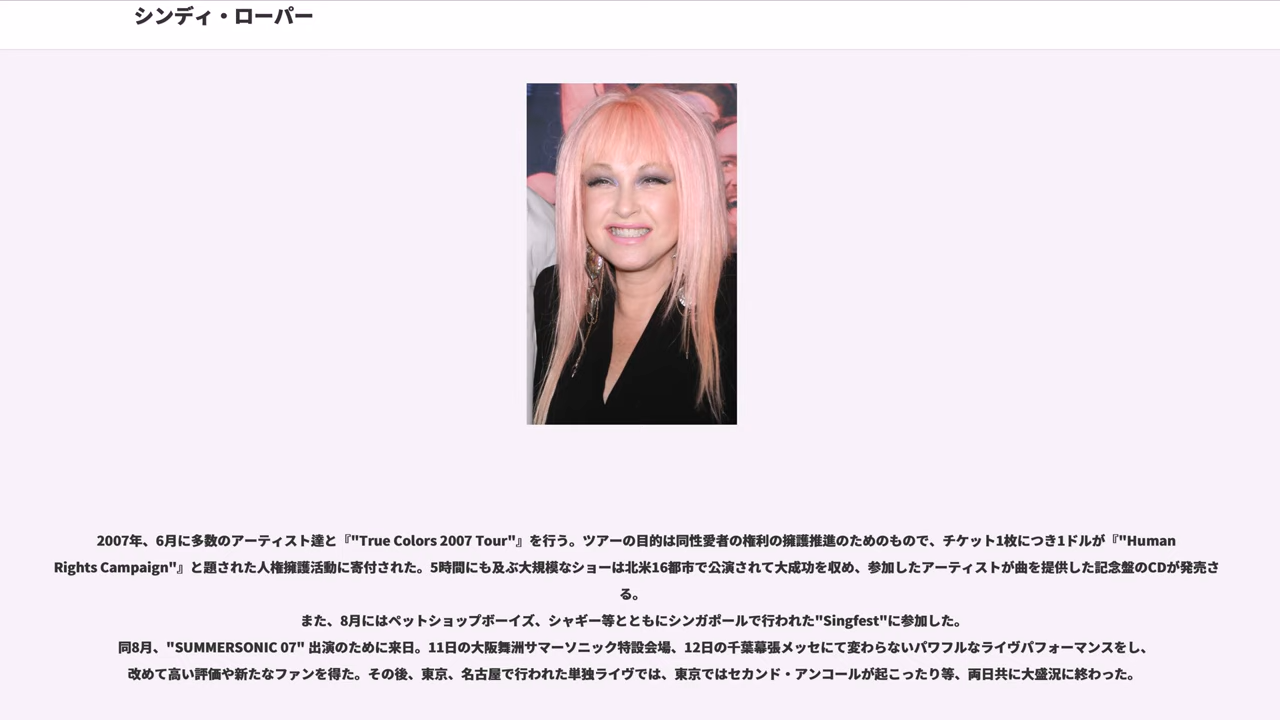 シンディ・ローパー
2007年、6月に多数のアーティスト達と『"True Colors 2007 Tour"』を行う。ツアーの目的は同性愛者の権利の擁護推進のためのもので、チケット1枚につき1ドルが『"Human
Rights Campaign"』と題された人権擁護活動に寄付された。5時間にも及ぶ大規模なショーは北米16都市で公演されて大成功を収め、参加したアーティストが曲を提供した記念盤のCDが発売さ
る。
また、8月にはペットショップボーイズ、シャギー等とともにシンガポールで行われた"Singfest"に参加した。
同8月、"SUMMERSONIC 07" 出演のために来日。11日の大阪舞洲サマーソニック特設会場、12日の千葉幕張メッセにて変わらないパワフルなライヴパフォーマンスをし、
改めて高い評価や新たなファンを得た。その後、東京、名古屋で行われた単独ライヴでは、東京ではセカンド・アンコールが起こったり等、両日共に大盛況に終わった。